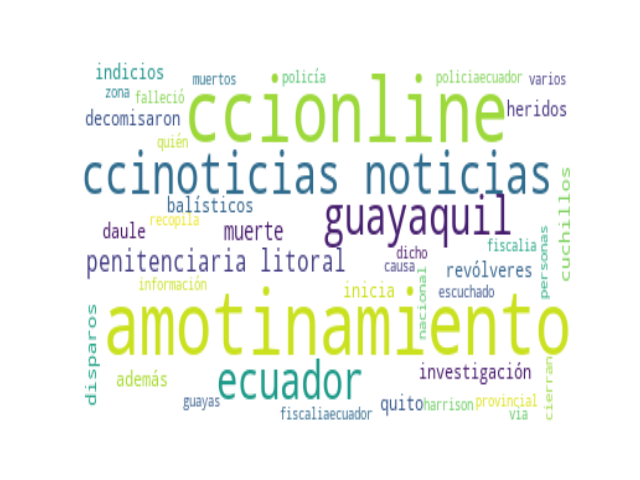 indicios
muertos
policía
policiaecuador
varios
zona
falleció
ccionline
heridos
decomisaron
quién
ccinoticias noticias
balísticos
guayaquil
cuchillos
recopila
daule
muerte
dicho
fiscalia
personas
penitenciaria litoral
causa
revólveres
información
inicia
nacional
escuchado
disparos
amotinamiento
además
ecuador
investigación
cierran
guayas
fiscaliaecuador
quito
harrison
provincial
via